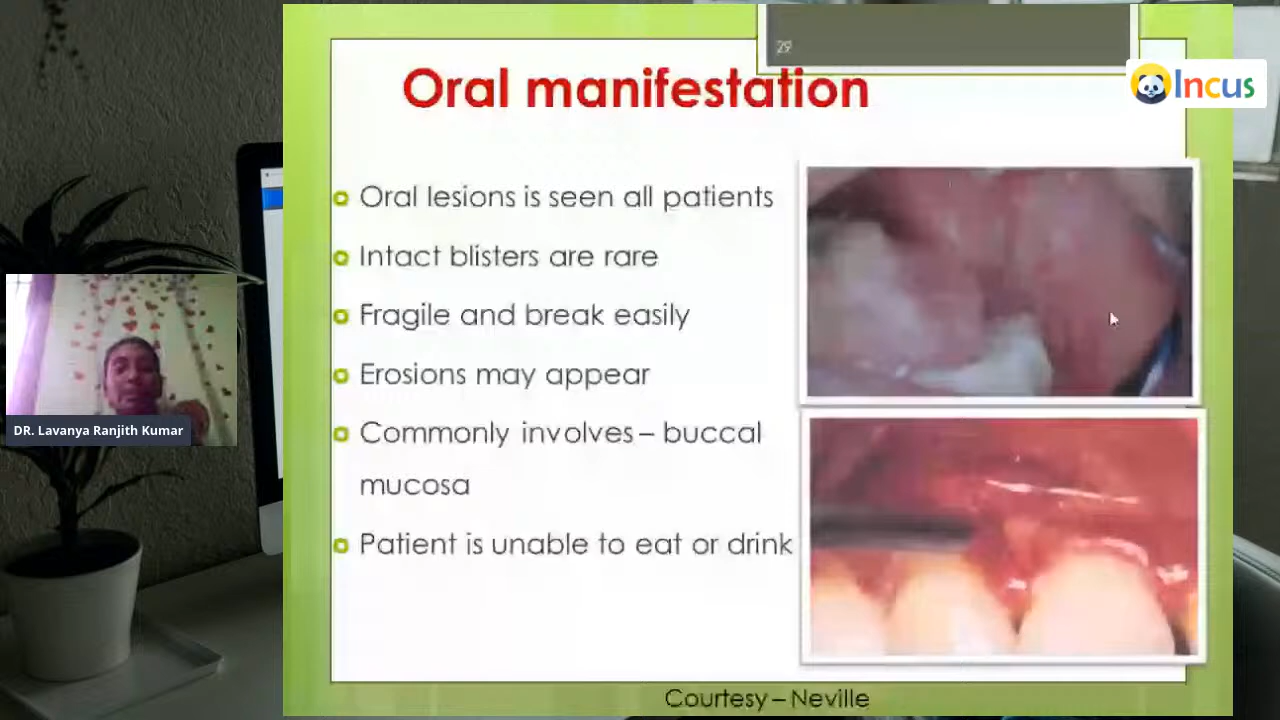 29
Oral manifestation
Incus
Oral lesions is seen all patients
Intact blisters are rare
Fragile and break easily
Erosions may appear
Commonly involves – buccal
mucosa
Patient is unable to eat or drink
DR. Lavanya Ranjith Kumar
Courtesy – Neville